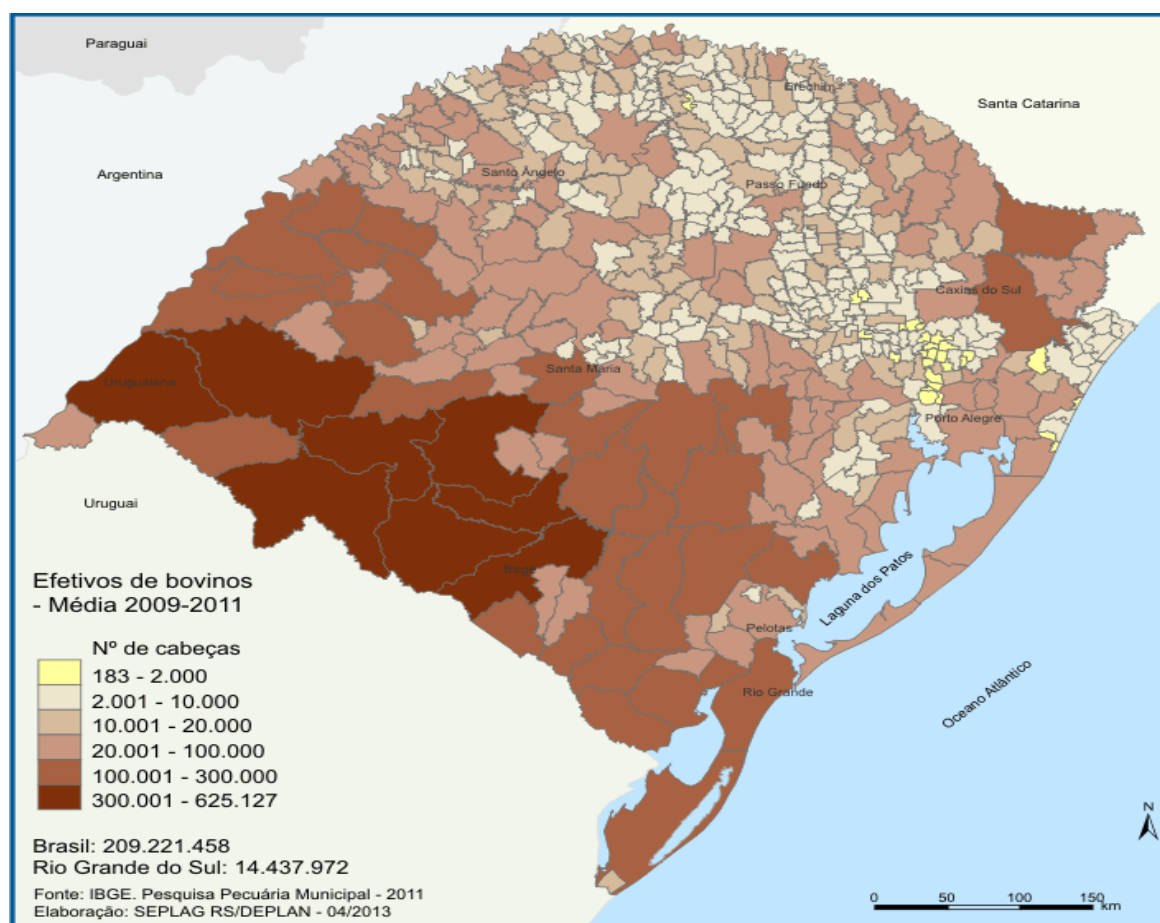 Paraguai
Santa Catarina
Argentina
Erechim
Santo Ângelo
Passo Fundo
Caxias do Sul
Santa Maria
Uruguaiana
Porto Alegre
Uruguai
Bagé
Laguna dos Patos
Pelotas
Rio Grande
Oceano Atlântico
Efetivos de bovinos
- Média 2009-2011
Nº de cabeças
183 - 2.000
2.001 - 10.000
10.001 - 20.000
20.001 - 100.000
100.001 - 300.000
300.001 - 625.127
Brasil: 209.221.458
Rio Grande do Sul: 14.437.972
Fonte: IBGE. Pesquisa Pecuária Municipal - 2011
Elaboração: SEPLAG RS/DEPLAN - 04/2013
N
0 50 100 150
km